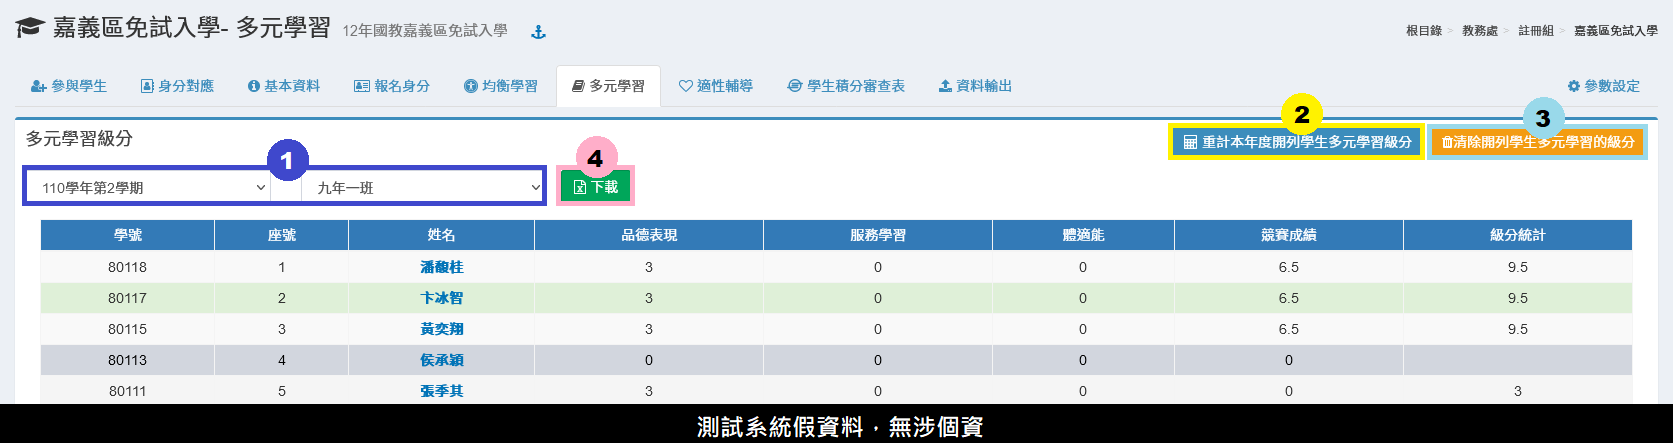 嘉義區免試入學- 多元學習 12年國教嘉義區免試入學
根目錄 > 教務處 > 註冊組 > 嘉義區免試入學
參與學生 身分對應 基本資料 報名身分 均衡學習 多元學習 適性輔導 學生積分審查表 資料輸出 參數設定
多元學習級分
2 重計本年度開列學生多元學習級分
3 清除開列學生多元學習的級分
1
110學年第2學期 九年一班
4 下載
學號 座號 姓名 品德表現 服務學習 體適能 競賽成績 級分統計
80118 1 潘馥桂 3 0 0 6.5 9.5
80117 2 卞冰智 3 0 0 6.5 9.5
80115 3 黃奕翔 3 0 0 6.5 9.5
80113 4 侯承穎 0 0 0 0
80111 5 張季其 3 0 0 0 3
測試系統假資料，無涉個資